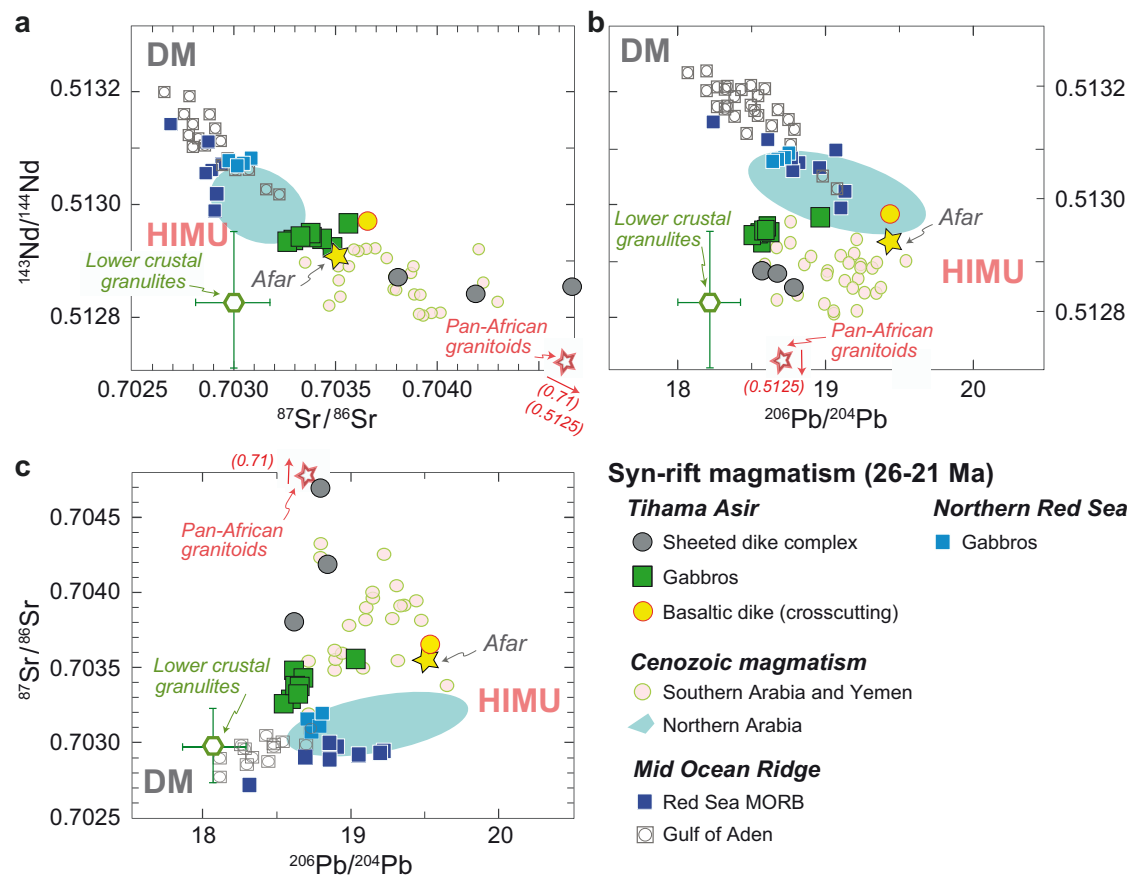 a
DM
0.5132
0.5130
0.5128
143Nd/144Nd
HIMU
Lower crustal
granulites
Afar
Pan-African
granitoids
(0.71)
(0.5125)
0.7025
0.703
0.7035
0.704
87Sr/86Sr
b
DM
0.5132
0.5130
0.5128
Lower crustal
granulites
Afar
HIMU
Pan-African
granitoids
(0.5125)
18
19
20
206Pb/204Pb
c
(0.71)
Pan-African
granitoids
0.7045
0.7040
0.7035
0.7030
0.7025
87Sr/86Sr
Lower crustal
granulites
Afar
HIMU
DM
18
19
20
206Pb/204Pb
Syn-rift magmatism (26-21 Ma)
Tihama Asir
Northern Red Sea
Sheeted dike complex
Gabbros
Gabbros
Basaltic dike (crosscutting)
Cenozoic magmatism
Southern Arabia and Yemen
Northern Arabia
Mid Ocean Ridge
Red Sea MORB
Gulf of Aden